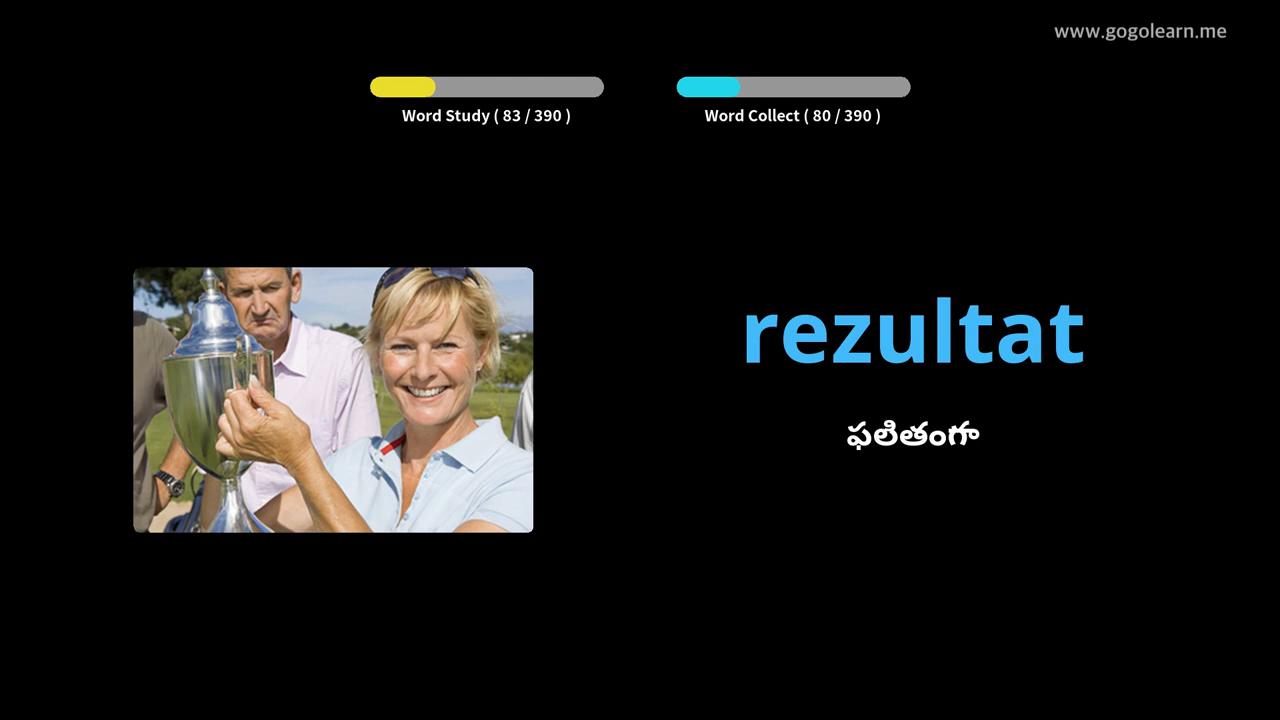 www.gogolearn.me
Word Study ( 83 / 390 )
Word Collect ( 80 / 390 )
rezultat
ఫలితంగా